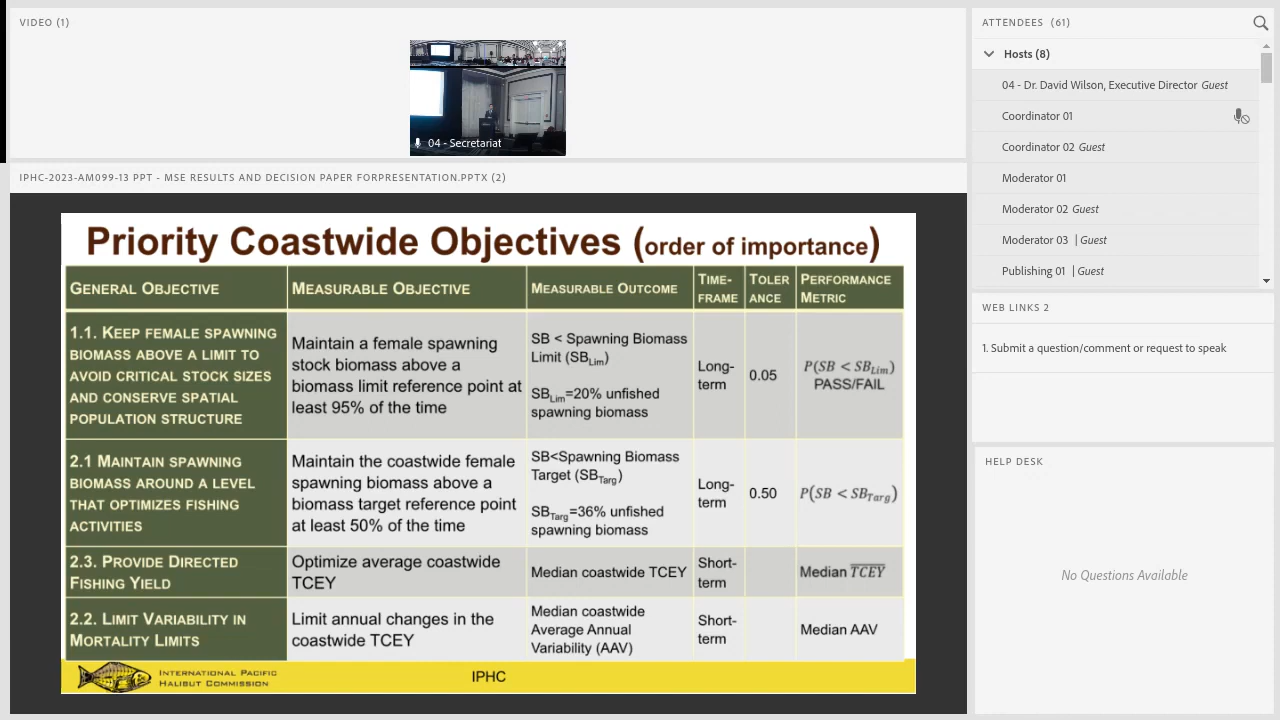 VIDEO (1)
04 - Secretariat
IPHC-2023-AM099-13 PPT - MSE RESULTS AND DECISION PAPER FORPRESENTATION.PPTX (2)
Priority Coastwide Objectives (order of importance)
GENERAL OBJECTIVE
MEASURABLE OBJECTIVE
MEASURABLE OUTCOME
TIME-
FRAME
TOLER
ANCE
PERFORMANCE
METRIC
1.1. KEEP FEMALE SPAWNING
BIOMASS ABOVE A LIMIT TO
AVOID CRITICAL STOCK SIZES
AND CONSERVE SPATIAL
POPULATION STRUCTURE
Maintain a female spawning
stock biomass above a
biomass limit reference point at
least 95% of the time
SB < Spawning Biomass
Limit (SBLim)
SBLim=20% unfished
spawning biomass
Long-
term
0.05
P(SB < SBLim)
PASS/FAIL
2.1 MAINTAIN SPAWNING
BIOMASS AROUND A LEVEL
THAT OPTIMIZES FISHING
ACTIVITIES
Maintain the coastwide female
spawning biomass above a
biomass target reference point
at least 50% of the time
SB<Spawning Biomass
Target (SBTarg)
SBTarg=36% unfished
spawning biomass
Long-
term
0.50
P(SB < SBTarg)
2.3. PROVIDE DIRECTED
FISHING YIELD
Optimize average coastwide
TCEY
Median coastwide TCEY
Short-
term
Median TCEY
2.2. LIMIT VARIABILITY IN
MORTALITY LIMITS
Limit annual changes in the
coastwide TCEY
Median coastwide
Average Annual
Variability (AAV)
Short-
term
Median AAV
INTERNATIONAL PACIFIC
HALIBUT COMMISSION
IPHC
ATTENDEES (61)
Hosts (8)
04 - Dr. David Wilson, Executive Director Guest
Coordinator 01
Coordinator 02 Guest
Moderator 01
Moderator 02 Guest
Moderator 03 | Guest
Publishing 01 | Guest
WEB LINKS 2
1. Submit a question/comment or request to speak
HELP DESK
No Questions Available